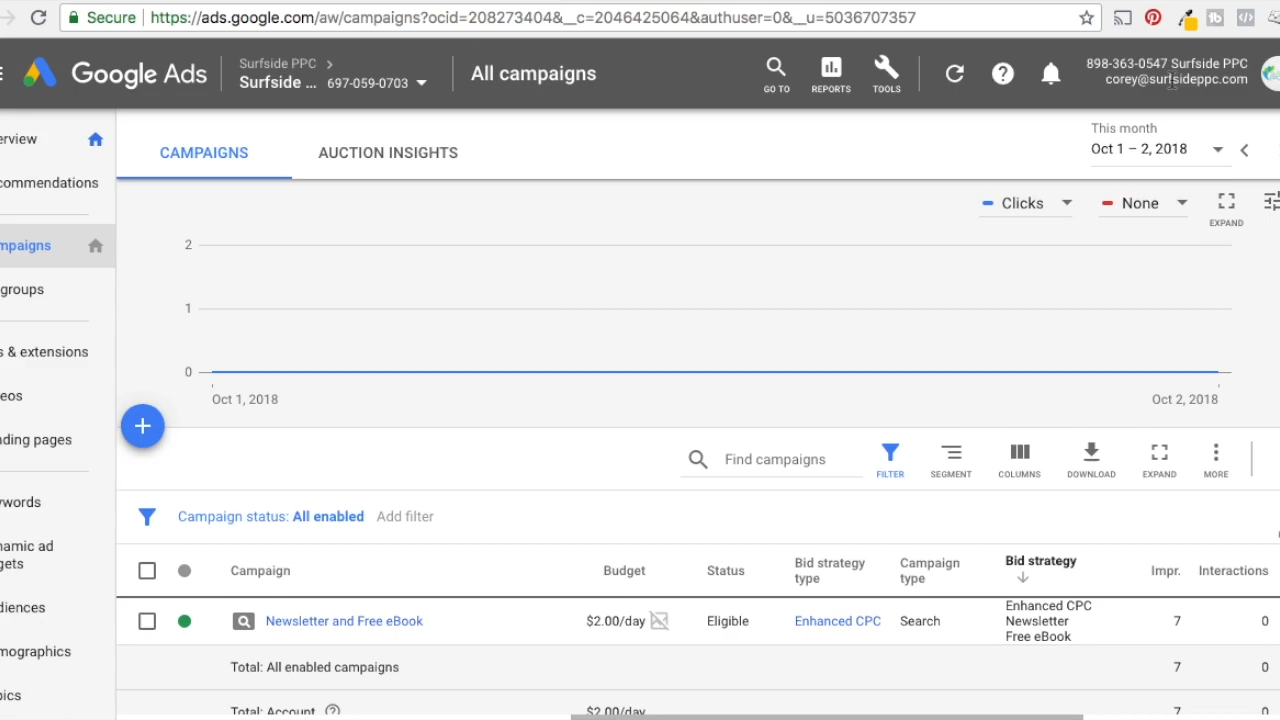 Secure https://ads.google.com/aw/campaigns?ocid=208273404&__c=2046425064&authuser=0&__u=5036707357
Google Ads
Surfside PPC
Surfside ... 697-059-0703
All campaigns
GO TO
REPORTS
TOOLS
898-363-0547 Surfside PPC
corey@surfsideppc.com
erview
commendations
mpaigns
groups
s & extensions
eos
nding pages
ywords
namic ad
gets
diences
mographics
pics
CAMPAIGNS
AUCTION INSIGHTS
This month
Oct 1 – 2, 2018
Clicks
None
EXPAND
2
1
0
Oct 1, 2018
Oct 2, 2018
Find campaigns
FILTER
SEGMENT
COLUMNS
DOWNLOAD
EXPAND
MORE
Campaign status: All enabled Add filter
Campaign
Budget
Status
Bid strategy
type
Campaign
type
Bid strategy
Impr.
Interactions
Newsletter and Free eBook
$2.00/day
Eligible
Enhanced CPC
Search
Enhanced CPC
Newsletter
Free eBook
7
0
Total: All enabled campaigns
7
0
Total: Account
$2.00/day
7
0